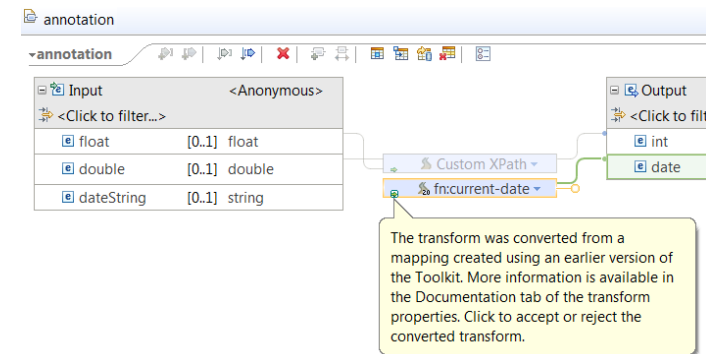 annotation
annotation
Input <Anonymous>
<Click to filter...>
float [0..1] float
double [0..1] double
dateString [0..1] string
Output
<Click to filt
int
date
Custom XPath
fn:current-date
The transform was converted from a
mapping created using an earlier version of
the Toolkit. More information is available in
the Documentation tab of the transform
properties. Click to accept or reject the
converted transform.